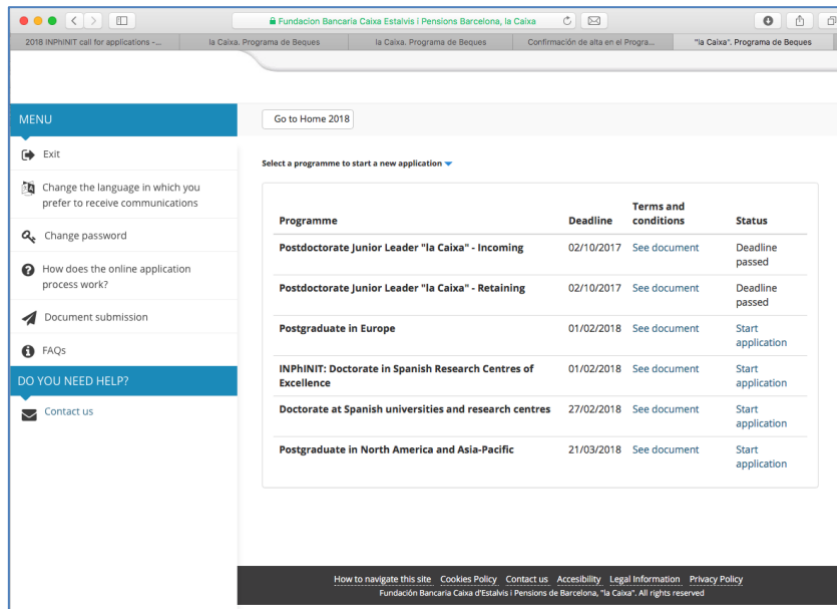 Fundacion Bancaria Caixa Estalvis i Pensions Barcelona, la Caixa
2018 INPhINIT call for applications –...
la Caixa. Programa de Beques
la Caixa. Programa de Beques
Confirmación de alta en el Progra...
"la Caixa". Programa de Beques
MENU
Exit
Change the language in which you
prefer to receive communications
Change password
How does the online application
process work?
Document submission
FAQs
DO YOU NEED HELP?
Contact us
Go to Home 2018
Select a programme to start a new application
Programme Deadline Terms and conditions Status
Postdoctorate Junior Leader "la Caixa" - Incoming 02/10/2017 See document Deadline passed
Postdoctorate Junior Leader "la Caixa" - Retaining 02/10/2017 See document Deadline passed
Postgraduate in Europe 01/02/2018 See document Start application
INPhINIT: Doctorate in Spanish Research Centres of Excellence 01/02/2018 See document Start application
Doctorate at Spanish universities and research centres 27/02/2018 See document Start application
Postgraduate in North America and Asia-Pacific 21/03/2018 See document Start application
How to navigate this site Cookies Policy Contact us Accesibility Legal Information Privacy Policy
Fundación Bancaria Caixa d'Estalvis i Pensions de Barcelona, "la Caixa". All rights reserved